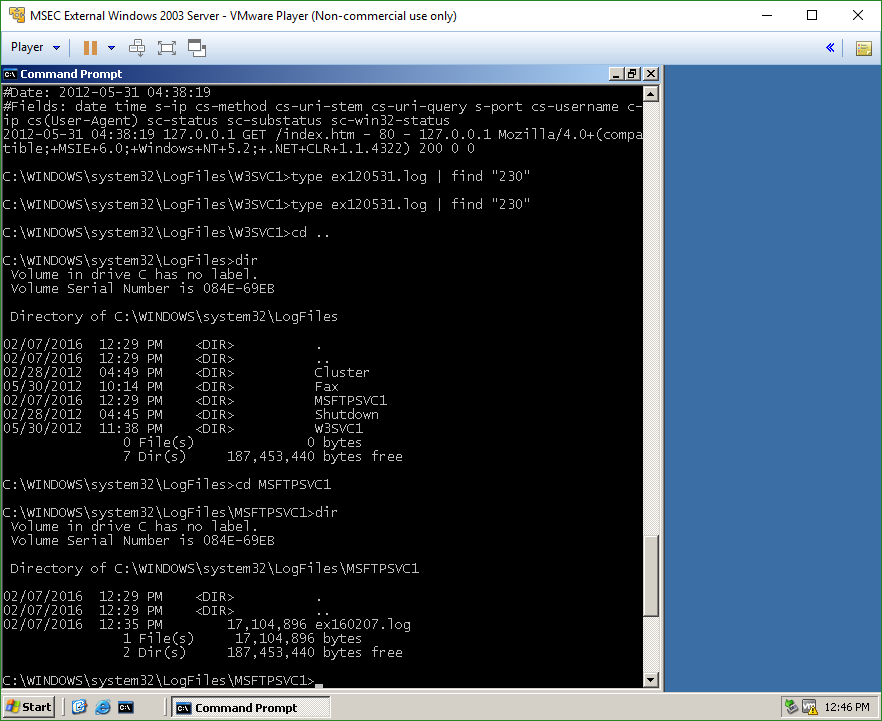 MSEC External Windows 2003 Server - VMware Player (Non-commercial use only)
Player
Command Prompt
#Date: 2012-05-31 04:38:19
#Fields: date time s-ip cs-method cs-uri-stem cs-uri-query s-port cs-username c-
ip cs(User-Agent) sc-status sc-substatus sc-win32-status
2012-05-31 04:38:19 127.0.0.1 GET /index.htm - 80 - 127.0.0.1 Mozilla/4.0+(compa
tible;+MSIE+6.0;+Windows+NT+5.2;+.NET+CLR+1.1.4322) 200 0 0
C:\WINDOWS\system32\LogFiles\W3SVC1>type ex120531.log | find "230"
C:\WINDOWS\system32\LogFiles\W3SVC1>type ex120531.log | find "230"
C:\WINDOWS\system32\LogFiles\W3SVC1>cd ..
C:\WINDOWS\system32\LogFiles>dir
Volume in drive C has no label.
Volume Serial Number is 084E-69EB
Directory of C:\WINDOWS\system32\LogFiles
02/07/2016 12:29 PM <DIR> .
02/07/2016 12:29 PM <DIR> ..
02/28/2012 04:49 PM <DIR> Cluster
05/30/2012 10:14 PM <DIR> Fax
02/07/2016 12:29 PM <DIR> MSFTPSVC1
02/28/2012 04:45 PM <DIR> Shutdown
05/30/2012 11:38 PM <DIR> W3SVC1
0 File(s) 0 bytes
7 Dir(s) 187,453,440 bytes free
C:\WINDOWS\system32\LogFiles>cd MSFTPSVC1
C:\WINDOWS\system32\LogFiles\MSFTPSVC1>dir
Volume in drive C has no label.
Volume Serial Number is 084E-69EB
Directory of C:\WINDOWS\system32\LogFiles\MSFTPSVC1
02/07/2016 12:29 PM <DIR> .
02/07/2016 12:29 PM <DIR> ..
02/07/2016 12:35 PM 17,104,896 ex160207.log
1 File(s) 17,104,896 bytes
2 Dir(s) 187,453,440 bytes free
C:\WINDOWS\system32\LogFiles\MSFTPSVC1>_
Start
Command Prompt
12:46 PM